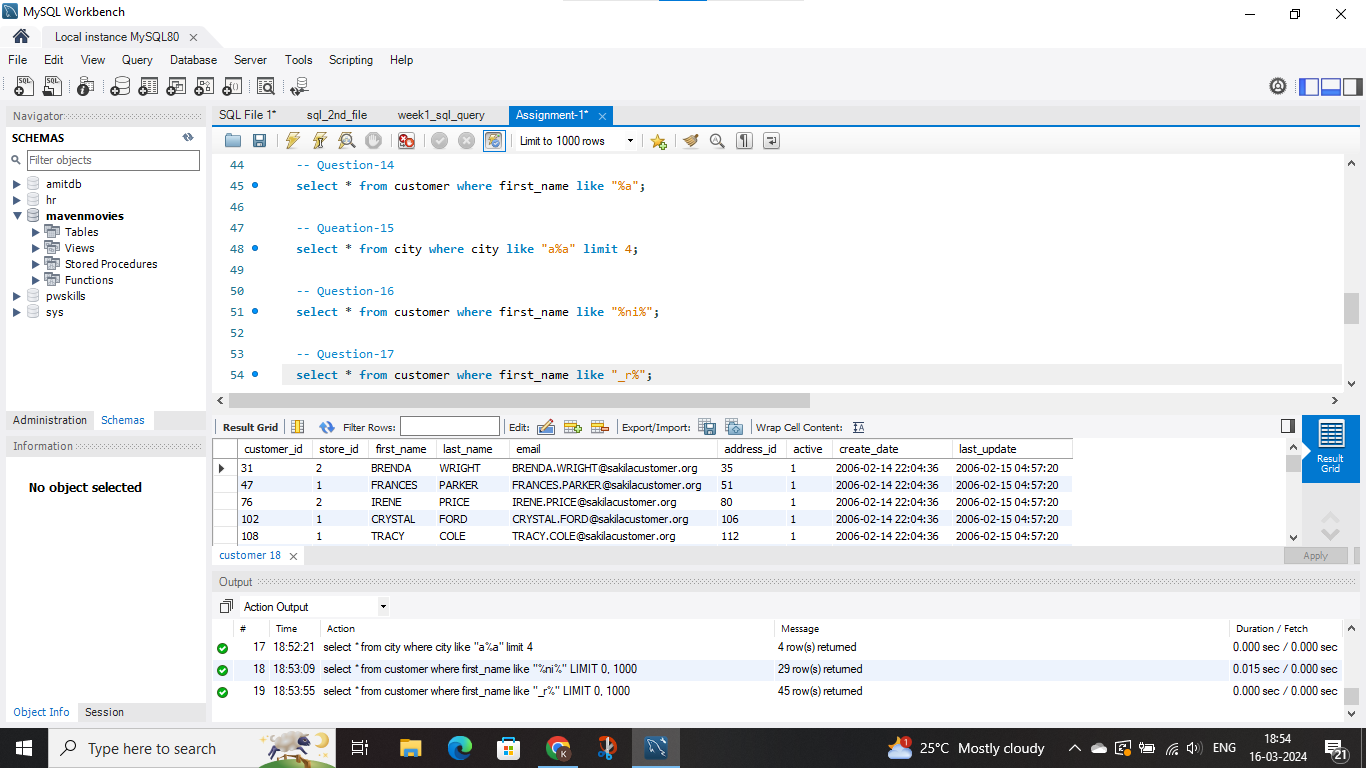 MySQL Workbench
Local instance MySQL80
File Edit View Query Database Server Tools Scripting Help
Navigator
SCHEMAS
Filter objects
amitdb
hr
mavenmovies
Tables
Views
Stored Procedures
Functions
pwskills
sys
Administration Schemas
Information
No object selected
Object Info Session
SQL File 1* sql_2nd_file week1_sql_query Assignment-1*
Limit to 1000 rows
44 -- Question-14
45 select * from customer where first_name like "%a";
46
47 -- Queation-15
48 select * from city where city like "a%a" limit 4;
49
50 -- Question-16
51 select * from customer where first_name like "%ni%";
52
53 -- Question-17
54 select * from customer where first_name like "_r%";
Result Grid Filter Rows: Edit: Export/Import: Wrap Cell Content:
customer_id store_id first_name last_name email address_id active create_date last_update
31 2 BRENDA WRIGHT BRENDA.WRIGHT@sakilacustomer.org 35 1 2006-02-14 22:04:36 2006-02-15 04:57:20
47 1 FRANCES PARKER FRANCES.PARKER@sakilacustomer.org 51 1 2006-02-14 22:04:36 2006-02-15 04:57:20
76 2 IRENE PRICE IRENE.PRICE@sakilacustomer.org 80 1 2006-02-14 22:04:36 2006-02-15 04:57:20
102 1 CRYSTAL FORD CRYSTAL.FORD@sakilacustomer.org 106 1 2006-02-14 22:04:36 2006-02-15 04:57:20
108 1 TRACY COLE TRACY.COLE@sakilacustomer.org 112 1 2006-02-14 22:04:36 2006-02-15 04:57:20
Result
Grid
customer 18
Apply
Output
Action Output
# Time Action Message Duration / Fetch
17 18:52:21 select * from city where city like "a%a" limit 4 4 row(s) returned 0.000 sec / 0.000 sec
18 18:53:09 select * from customer where first_name like "%ni%" LIMIT 0, 1000 29 row(s) returned 0.015 sec / 0.000 sec
19 18:53:55 select * from customer where first_name like "_r%" LIMIT 0, 1000 45 row(s) returned 0.000 sec / 0.000 sec
Type here to search
1
25°C Mostly cloudy
ENG
18:54
16-03-2024
21